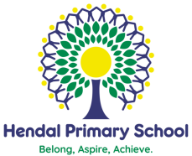 Hendal Primary School
Belong, Aspire, Achieve.